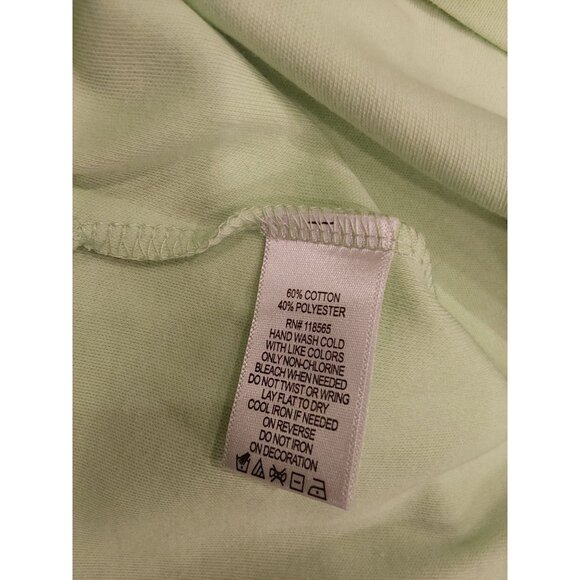 60% COTTON
40% POLYESTER
RN# 118565
HAND WASH COLD
WITH LIKE COLORS
ONLY NON-CHLORINE
BLEACH WHEN NEEDED
DO NOT TWIST OR WRING
LAY FLAT TO DRY
COOL IRON IF NEEDED
ON REVERSE
DO NOT IRON
ON DECORATION